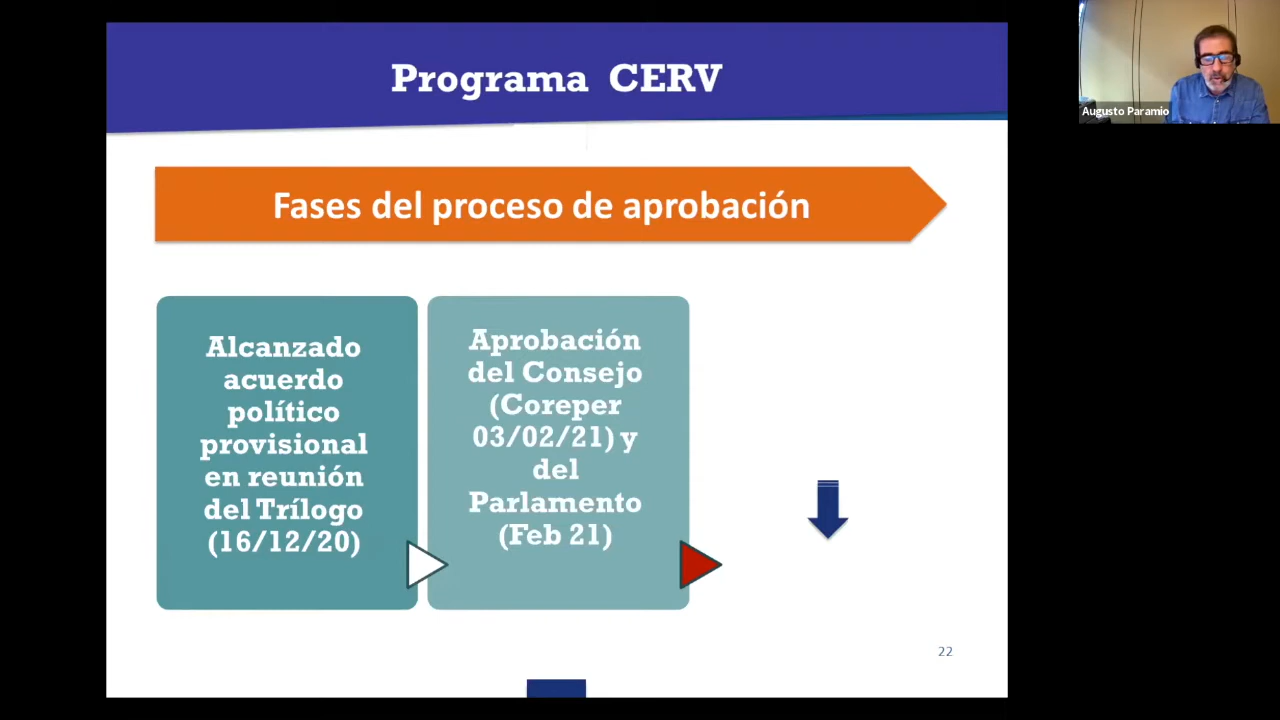 Programa CERV
Augusto Paramio
Fases del proceso de aprobación
Alcanzado
acuerdo
político
provisional
en reunión
del Trílogo
(16/12/20)
Aprobación
del Consejo
(Coreper
03/02/21) y
del
Parlamento
(Feb 21)
22